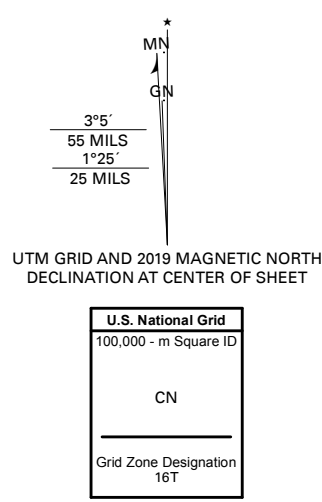 ★
MN
GN
3°5´
55 MILS
1°25´
25 MILS
UTM GRID AND 2019 MAGNETIC NORTH
DECLINATION AT CENTER OF SHEET
U.S. National Grid
100,000 - m Square ID
CN
Grid Zone Designation
16T